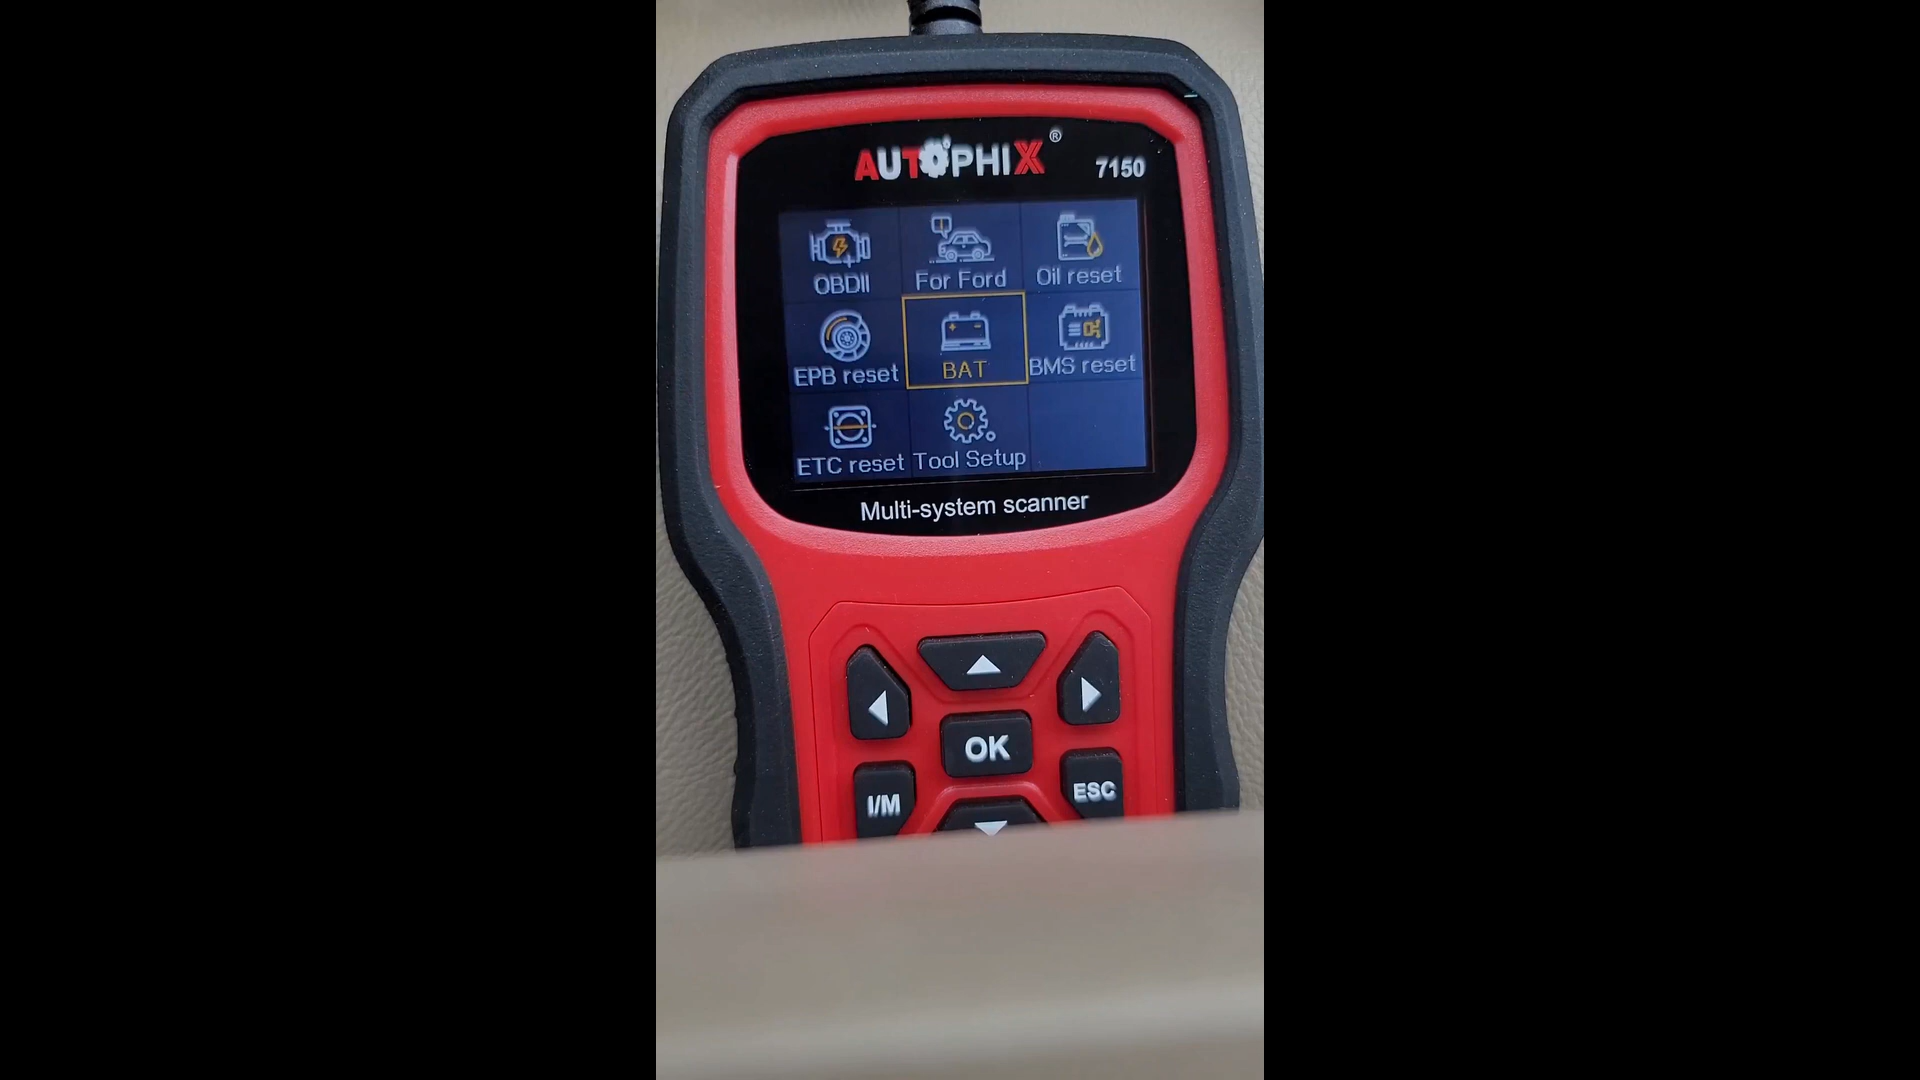 AUTOPHIX®
7150
OBDII
For Ford
Oil reset
EPB reset
BAT
BMS reset
ETC reset
Tool Setup
Multi-system scanner
OK
I/M
ESC